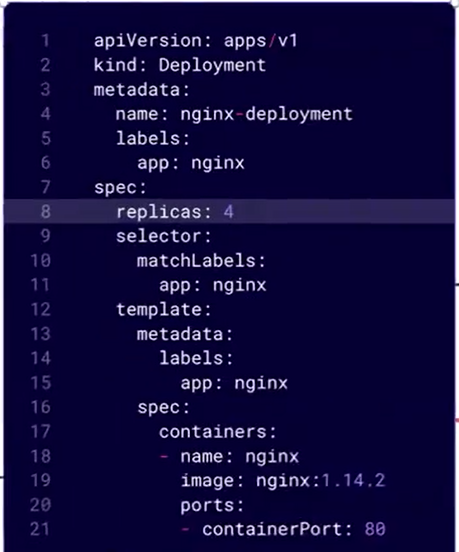 1 apiVersion: apps/v1
2 kind: Deployment
3 metadata:
4   name: nginx-deployment
5   labels:
6     app: nginx
7 spec:
8   replicas: 4
9   selector:
10     matchLabels:
11       app: nginx
12   template:
13     metadata:
14       labels:
15         app: nginx
16     spec:
17       containers:
18       - name: nginx
19         image: nginx:1.14.2
20         ports:
21         - containerPort: 80